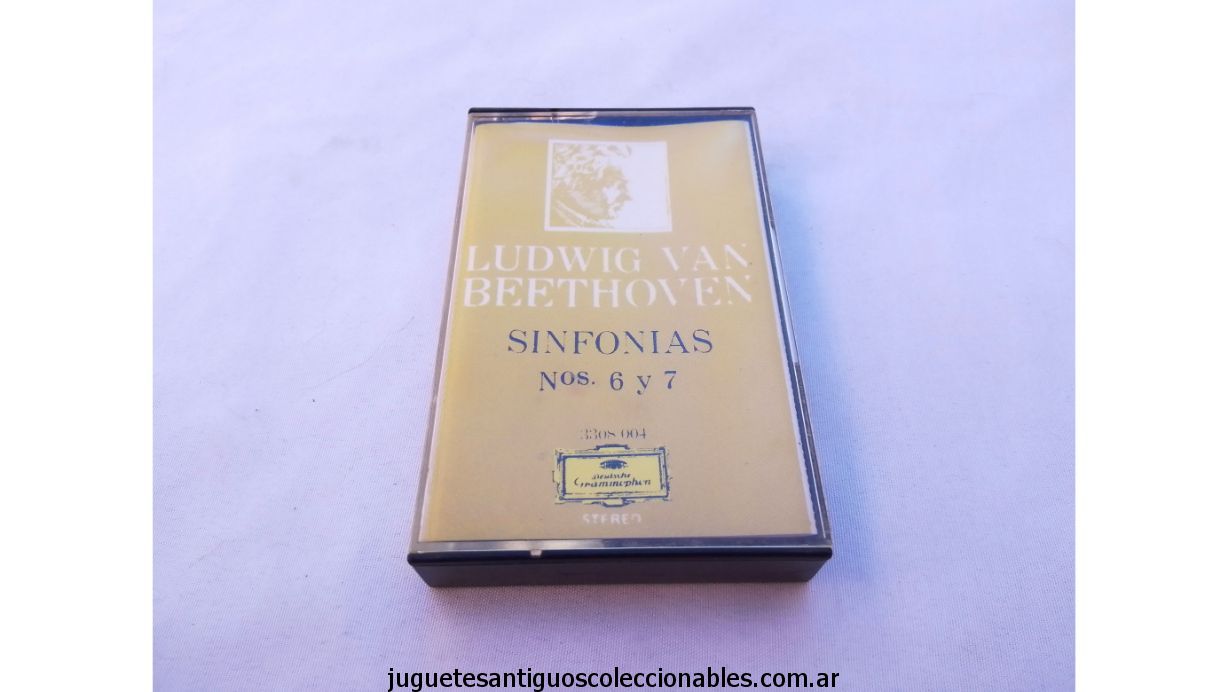 LUDWIG VAN
BEETHOVEN
SINFONIAS
Nos. 6 y 7
3308 004
Deutsche
Grammophon
STEREO
juguetesantiguoscoleccionables.com.ar